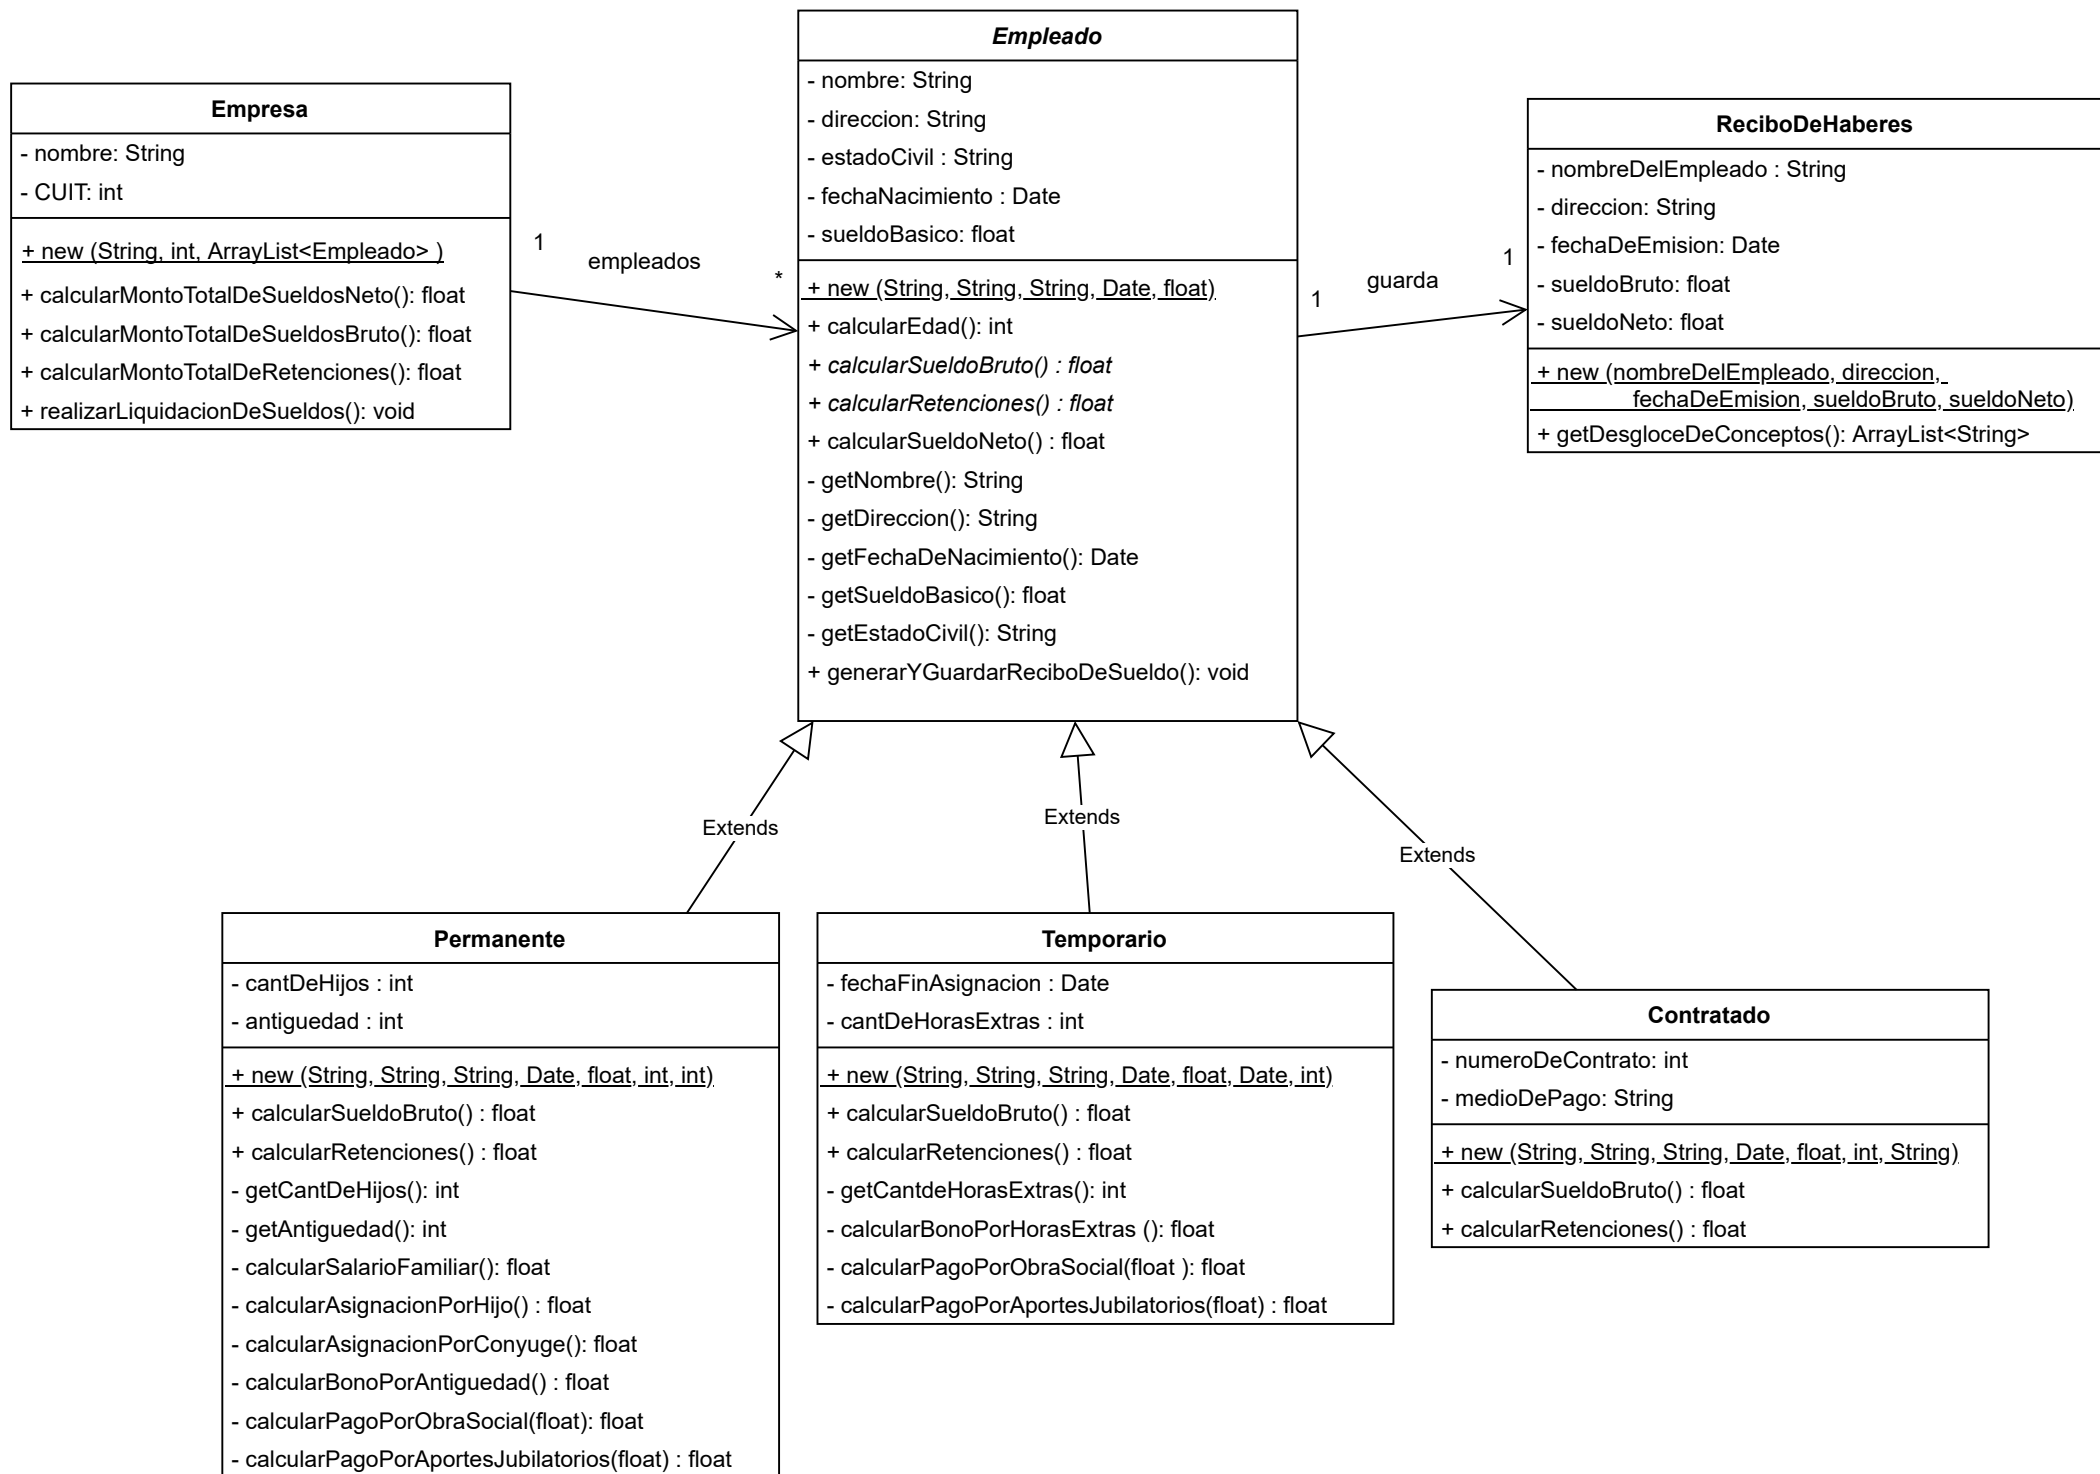 Empresa
- nombre: String
- CUIT: int
+ new (String, int, ArrayList<Empleado> )
+ calcularMontoTotalDeSueldosNeto(): float
+ calcularMontoTotalDeSueldosBruto(): float
+ calcularMontoTotalDeRetenciones(): float
+ realizarLiquidacionDeSueldos(): void
1
empleados
*
Empleado
- nombre: String
- direccion: String
- estadoCivil : String
- fechaNacimiento : Date
- sueldoBasico: float
+ new (String, String, String, Date, float)
+ calcularEdad(): int
+ calcularSueldoBruto() : float
+ calcularRetenciones() : float
+ calcularSueldoNeto() : float
- getNombre(): String
- getDireccion(): String
- getFechaDeNacimiento(): Date
- getSueldoBasico(): float
- getEstadoCivil(): String
+ generarYGuardarReciboDeSueldo(): void
1
guarda
1
ReciboDeHaberes
- nombreDelEmpleado : String
- direccion: String
- fechaDeEmision: Date
- sueldoBruto: float
- sueldoNeto: float
+ new (nombreDelEmpleado, direccion,
fechaDeEmision, sueldoBruto, sueldoNeto)
+ getDesgloceDeConceptos(): ArrayList<String>
Extends
Extends
Extends
Permanente
- cantDeHijos : int
- antiguedad : int
+ new (String, String, String, Date, float, int, int)
+ calcularSueldoBruto() : float
+ calcularRetenciones() : float
- getCantDeHijos(): int
- getAntiguedad(): int
- calcularSalarioFamiliar(): float
- calcularAsignacionPorHijo() : float
- calcularAsignacionPorConyuge(): float
- calcularBonoPorAntiguedad() : float
- calcularPagoPorObraSocial(float): float
- calcularPagoPorAportesJubilatorios(float) : float
Temporario
- fechaFinAsignacion : Date
- cantDeHorasExtras : int
+ new (String, String, String, Date, float, Date, int)
+ calcularSueldoBruto() : float
+ calcularRetenciones() : float
- getCantdeHorasExtras(): int
- calcularBonoPorHorasExtras (): float
- calcularPagoPorObraSocial(float ): float
- calcularPagoPorAportesJubilatorios(float) : float
Contratado
- numeroDeContrato: int
- medioDePago: String
+ new (String, String, String, Date, float, int, String)
+ calcularSueldoBruto() : float
+ calcularRetenciones() : float